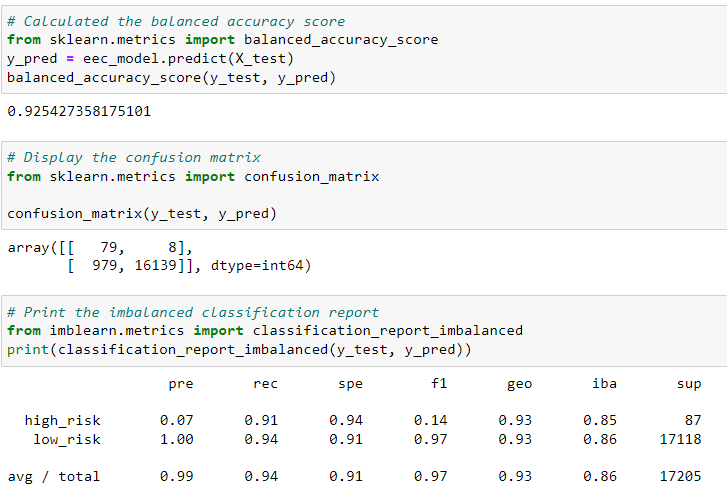 # Calculated the balanced accuracy score
from sklearn.metrics import balanced_accuracy_score
y_pred = eec_model.predict(X_test)
balanced_accuracy_score(y_test, y_pred)
0.925427358175101
# Display the confusion matrix
from sklearn.metrics import confusion_matrix
confusion_matrix(y_test, y_pred)
array([[   79,     8],
       [  979, 16139]], dtype=int64)
# Print the imbalanced classification report
from imblearn.metrics import classification_report_imbalanced
print(classification_report_imbalanced(y_test, y_pred))
                   pre       rec       spe        f1       geo       iba       sup
  high_risk       0.07      0.91      0.94      0.14      0.93      0.85        87
   low_risk       1.00      0.94      0.91      0.97      0.93      0.86     17118
avg / total       0.99      0.94      0.91      0.97      0.93      0.86     17205